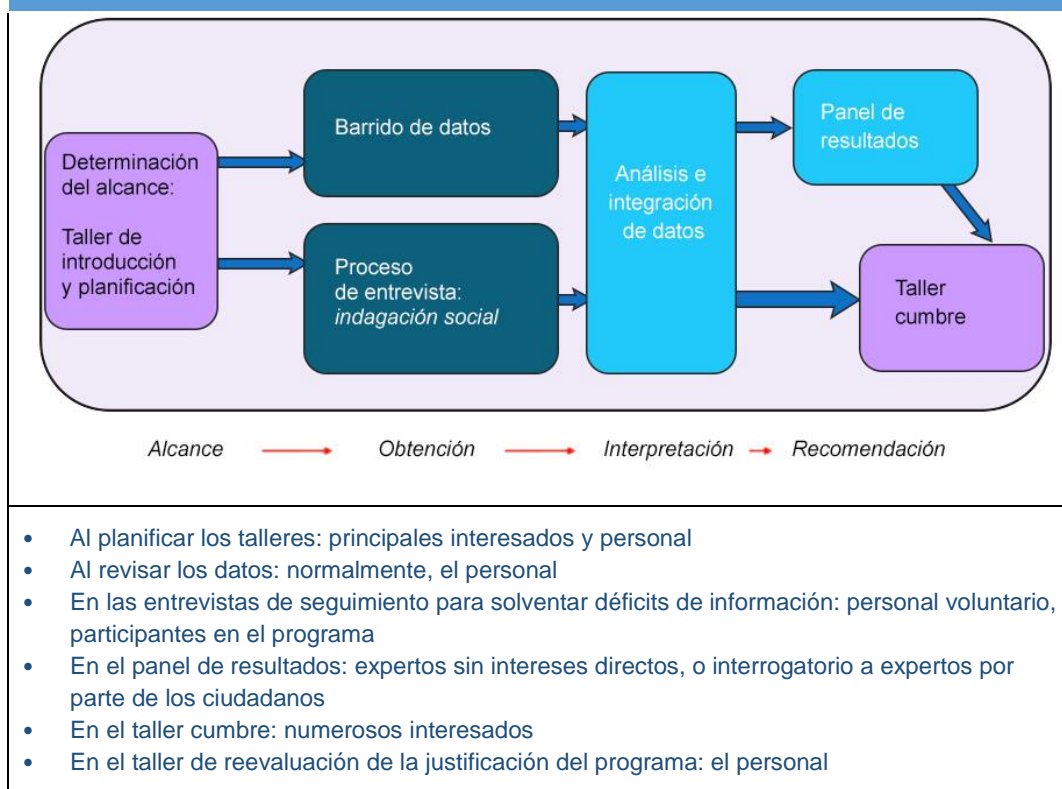 Determinación
del alcance:
Taller de
introducción
y planificación
Barrido de datos
Proceso
de entrevista:
indagación social
Análisis e
integración
de datos
Panel de
resultados
Taller
cumbre
Alcance
Obtención
Interpretación
Recomendación
• Al planificar los talleres: principales interesados y personal
• Al revisar los datos: normalmente, el personal
• En las entrevistas de seguimiento para solventar déficits de información: personal voluntario,
participantes en el programa
• En el panel de resultados: expertos sin intereses directos, o interrogatorio a expertos por
parte de los ciudadanos
• En el taller cumbre: numerosos interesados
• En el taller de reevaluación de la justificación del programa: el personal